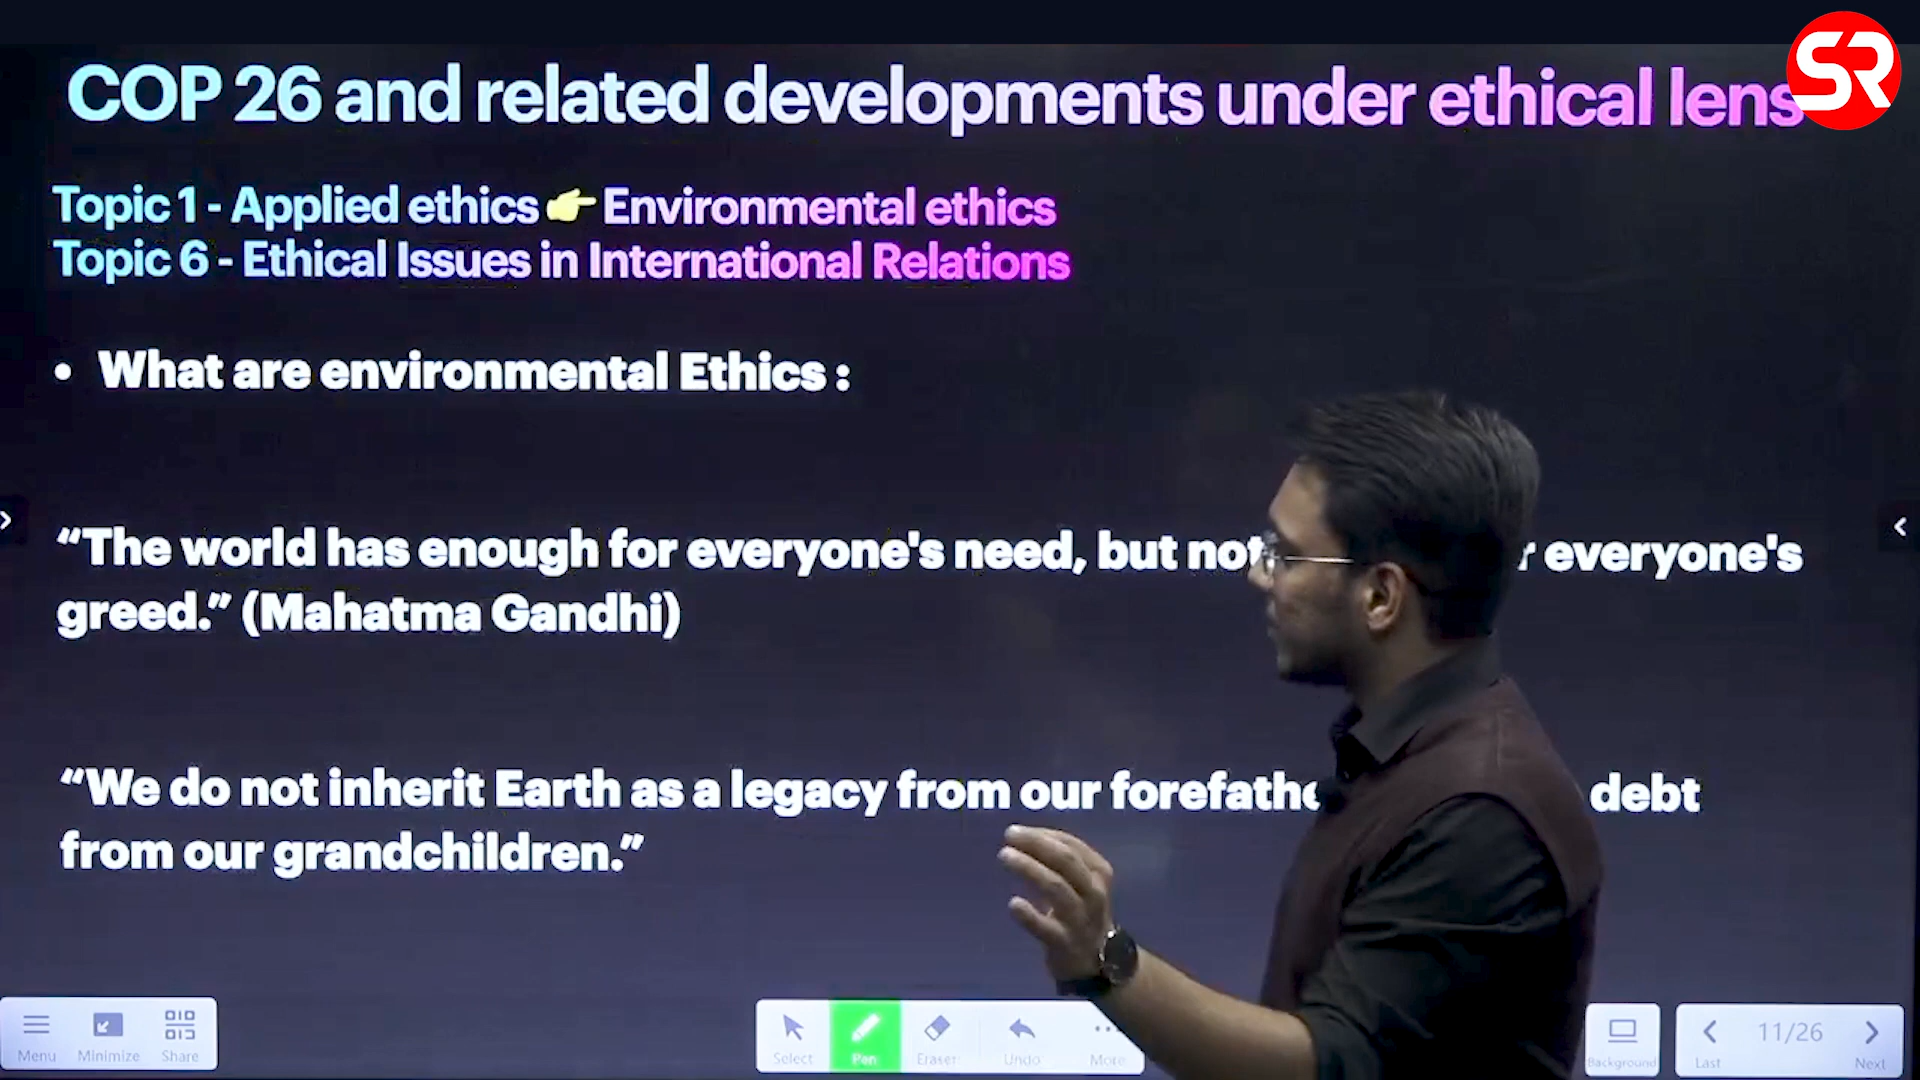 SR
COP 26 and related developments under ethical lens
Topic 1 - Applied ethics 👉 Environmental ethics
Topic 6 - Ethical Issues in International Relations
• What are environmental Ethics :
“The world has enough for everyone's need, but not everyone's
greed.” (Mahatma Gandhi)
“We do not inherit Earth as a legacy from our debt
from our grandchildren.”
Menu Minimize Share
Select Pen Eraser Undo More
Background
11/26
Last Next